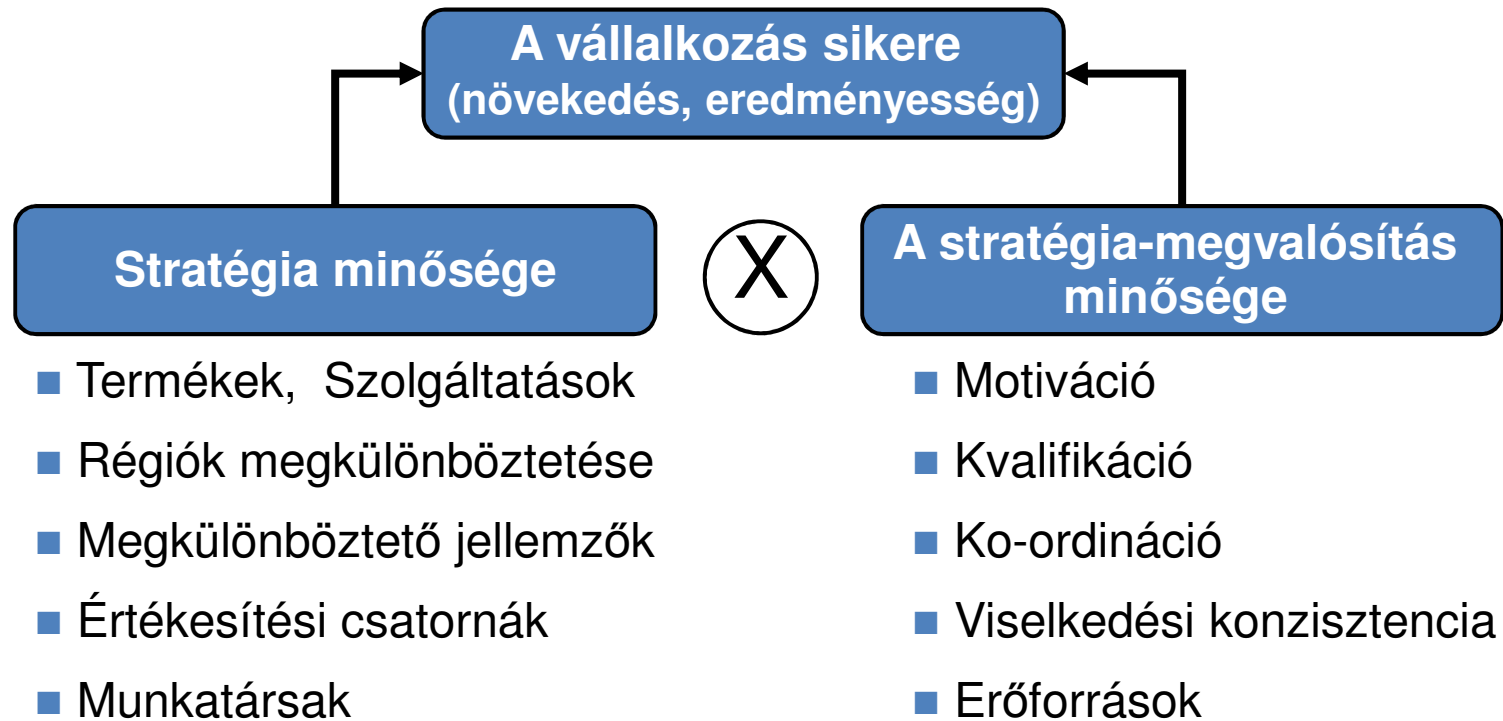 A vállalkozás sikere
(növekedés, eredményesség)
Stratégia minősége
X
A stratégia-megvalósítás
minősége
Termékek, Szolgáltatások
Régiók megkülönböztetése
Megkülönböztető jellemzők
Értékesítési csatornák
Munkatársak
Motiváció
Kvalifikáció
Ko-ordináció
Viselkedési konzisztencia
Erőforrások